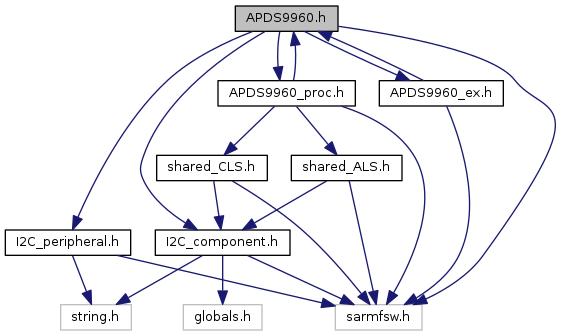 APDS9960.h
APDS9960_proc.h
APDS9960_ex.h
shared_CLS.h
shared_ALS.h
I2C_peripheral.h
I2C_component.h
string.h
globals.h
sarmfsw.h